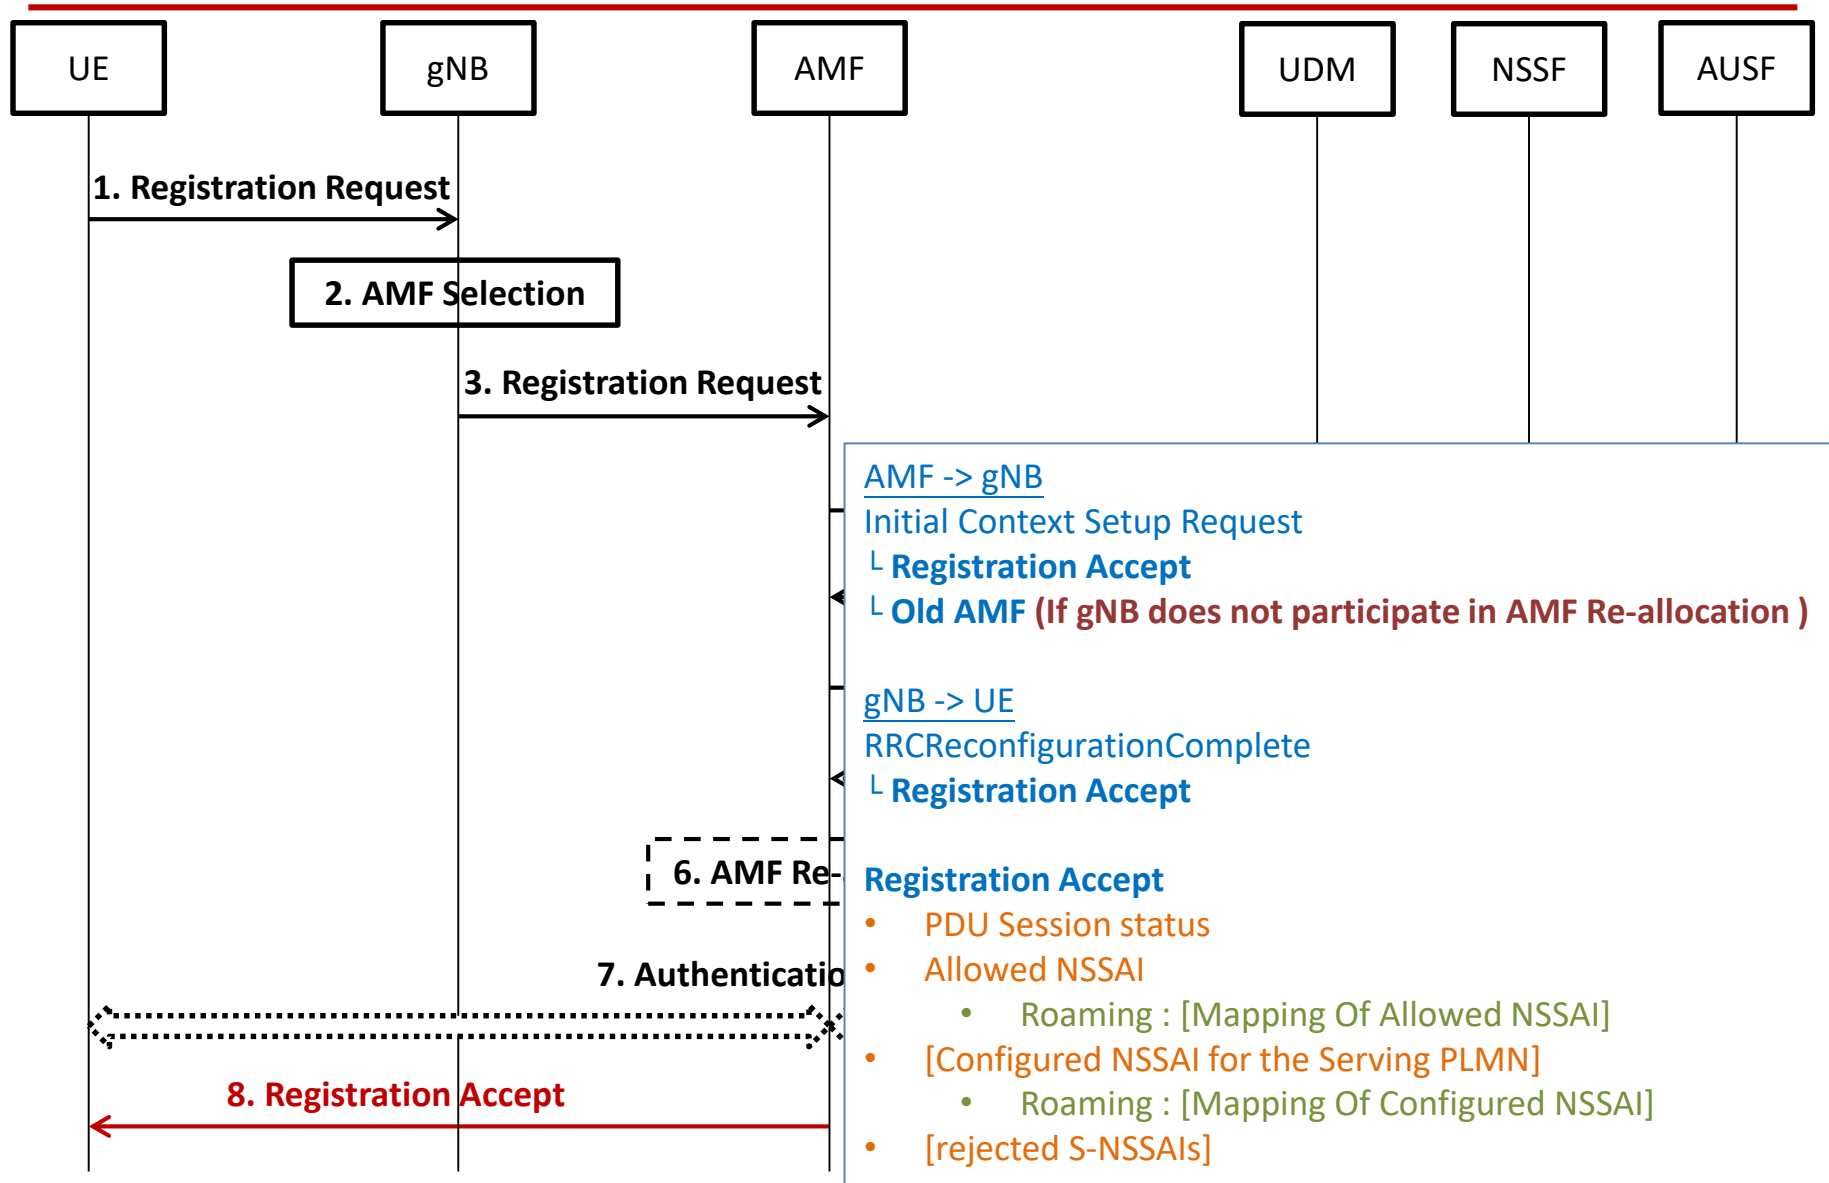 UE
gNB
AMF
UDM
NSSF
AUSF
1. Registration Request
2. AMF Selection
3. Registration Request
AMF -> gNB
Initial Context Setup Request
└ Registration Accept
└ Old AMF (If gNB does not participate in AMF Re-allocation )
gNB -> UE
RRCReconfigurationComplete
└ Registration Accept
6. AMF Re-
Registration Accept
• PDU Session status
• Allowed NSSAI
• Roaming : [Mapping Of Allowed NSSAI]
• [Configured NSSAI for the Serving PLMN]
• Roaming : [Mapping Of Configured NSSAI]
• [rejected S-NSSAIs]
7. Authenticatio
8. Registration Accept